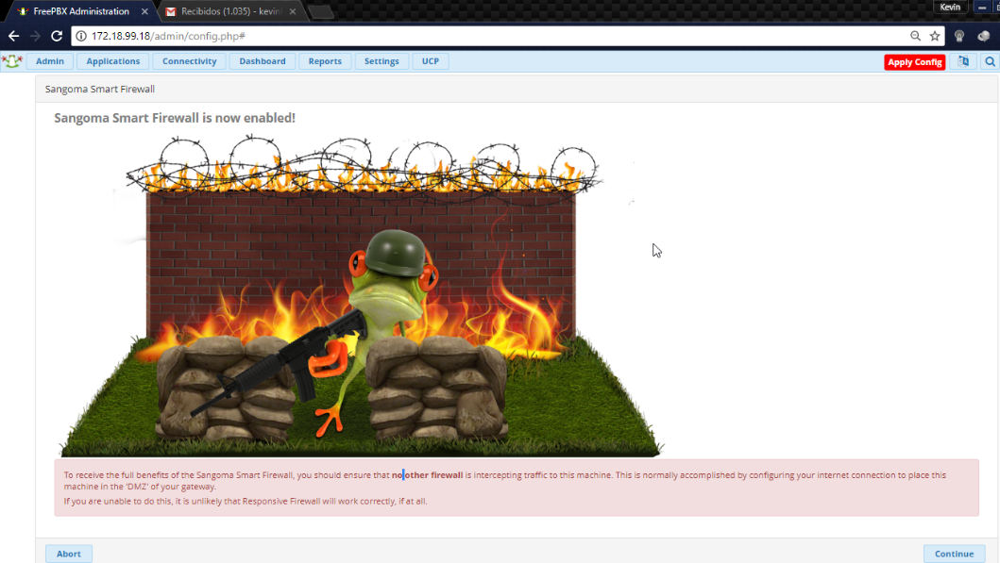 FreePBX Administration
Recibidos (1.035) - kevin
Kevin
172.18.99.18/admin/config.php#
Admin Applications Connectivity Dashboard Reports Settings UCP Apply Config
Sangoma Smart Firewall
Sangoma Smart Firewall is now enabled!
To receive the full benefits of the Sangoma Smart Firewall, you should ensure that no other firewall is intercepting traffic to this machine. This is normally accomplished by configuring your internet connection to place this
machine in the 'DMZ' of your gateway.
If you are unable to do this, it is unlikely that Responsive Firewall will work correctly, if at all.
Abort Continue